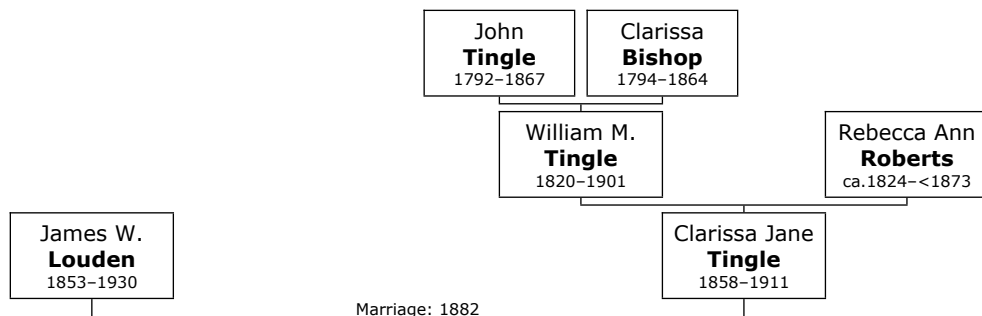 John
Tingle
1792–1867
Clarissa
Bishop
1794–1864
William M.
Tingle
1820–1901
Rebecca Ann
Roberts
ca.1824–<1873
James W.
Louden
1853–1930
Clarissa Jane
Tingle
1858–1911
Marriage: 1882